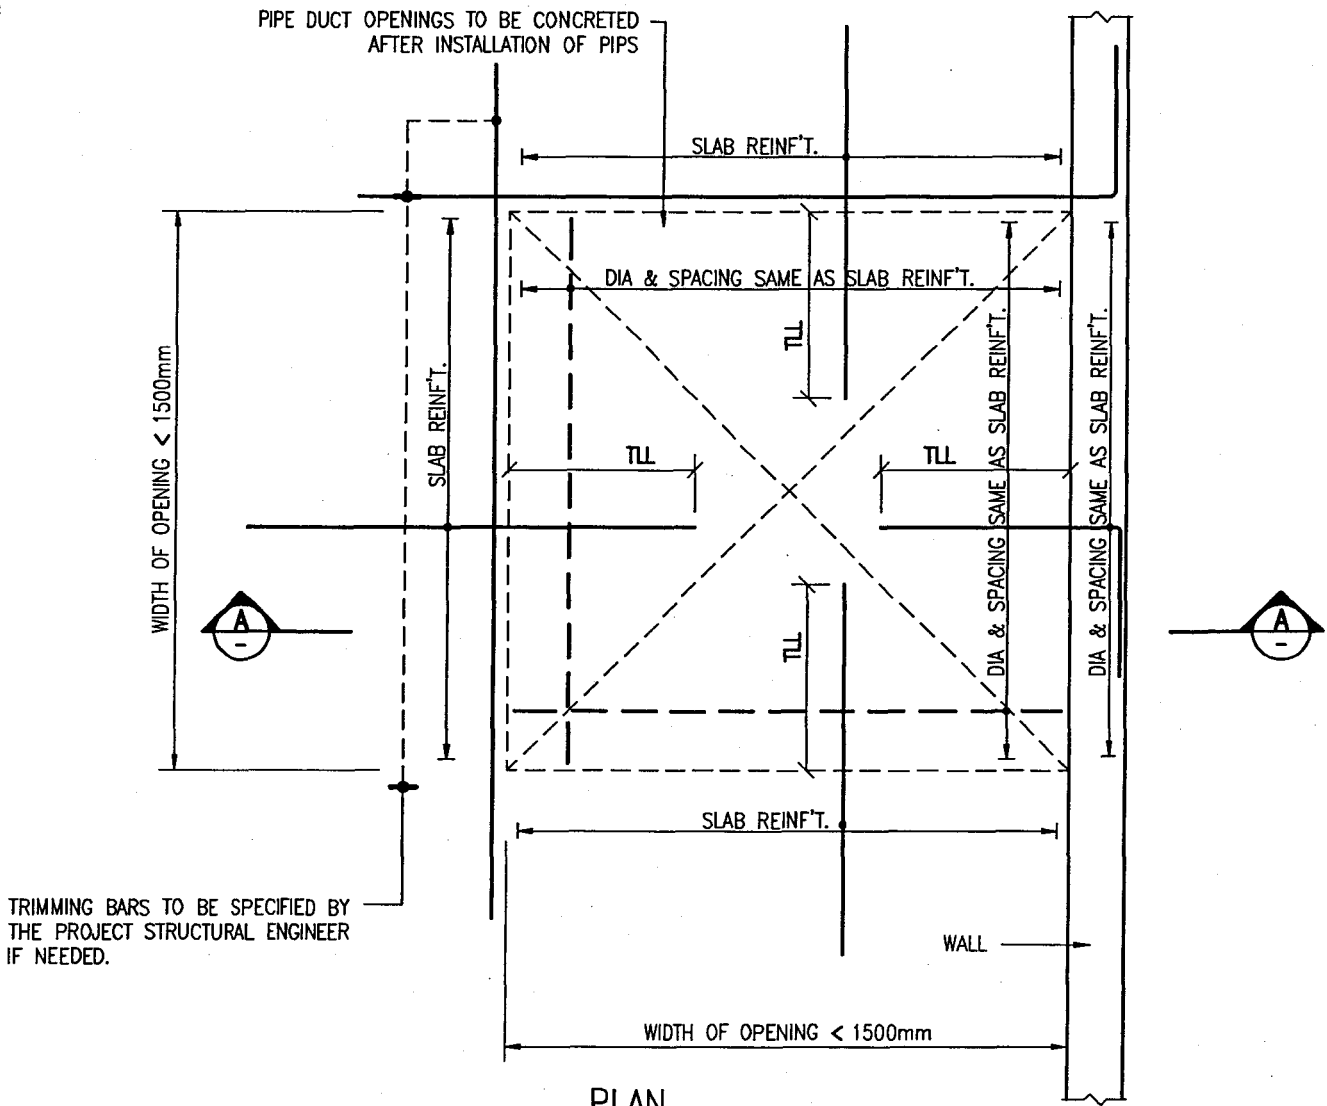 PIPE DUCT OPENINGS TO BE CONCRETED
AFTER INSTALLATION OF PIPS
SLAB REINF'T.
DIA & SPACING SAME AS SLAB REINF'T.
TLL
WIDTH OF OPENING < 1500mm
SLAB REINF'T.
TLL
TLL
DIA & SPACING SAME AS SLAB REINF'T.
DIA & SPACING SAME AS SLAB REINF'T.
A
-
A
-
TLL
SLAB REINF'T.
TRIMMING BARS TO BE SPECIFIED BY
THE PROJECT STRUCTURAL ENGINEER
IF NEEDED.
WALL
WIDTH OF OPENING < 1500mm
PLAN